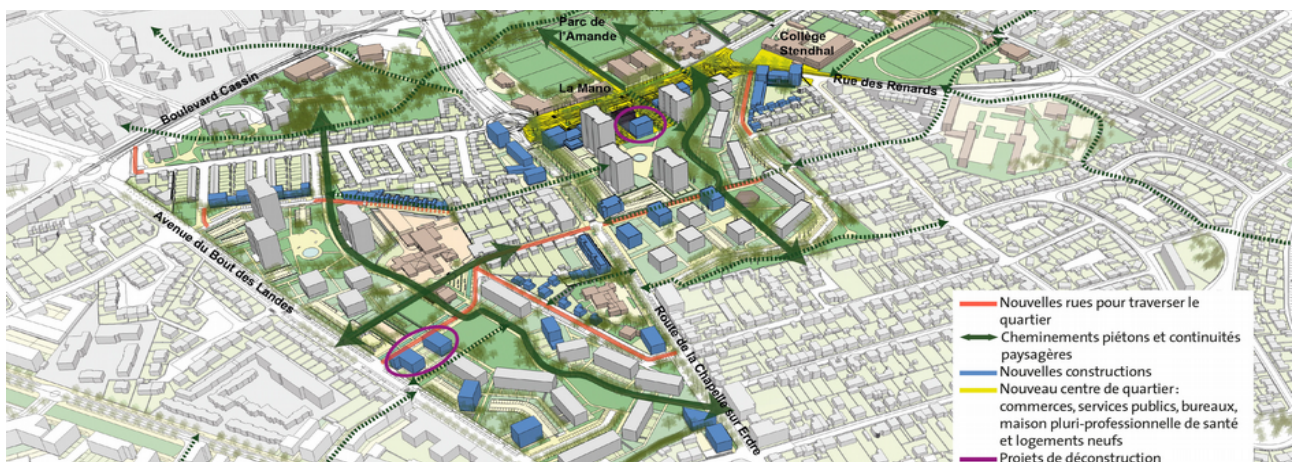 Parc de
l'Amande
Collège
Stendhal
Boulevard Cassin
La Mano
Rue des Renards
Avenue du Bout des Landes
Route de la Chapelle sur Erdre
Nouvelles rues pour traverser le
quartier
Cheminements piétons et continuités
paysagères
Nouvelles constructions
Nouveau centre de quartier :
commerces, services publics, bureaux,
maison pluri-professionnelle de santé
et logements neufs
Projets de déconstruction